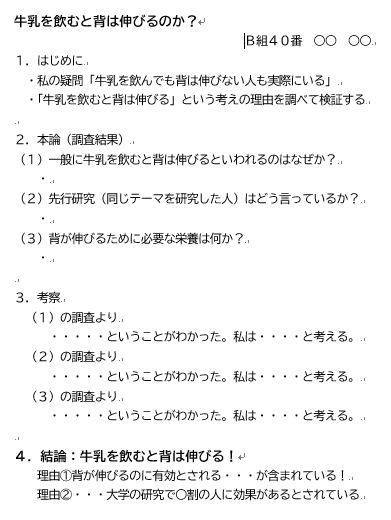 牛乳を飲むと背は伸びるのか？
Ｂ組４０番　〇〇　〇〇
１．はじめに
・私の疑問「牛乳を飲んでも背は伸びない人も実際にいる」
・「牛乳を飲むと背は伸びる」という考えの理由を調べて検証する
２．本論（調査結果）
（１）一般に牛乳を飲むと背は伸びるといわれるのはなぜか？
・
（２）先行研究（同じテーマを研究した人）はどう言っているか？
・
（３）背が伸びるために必要な栄養は何か？
・
３．考察
（１）の調査より
・・・・・ということがわかった。私は・・・・と考える。
（２）の調査より
・・・・・ということがわかった。私は・・・・と考える。
（３）の調査より
・・・・・ということがわかった。私は・・・・と考える。
４．結論：牛乳を飲むと背は伸びる！
理由①背が伸びるのに有効とされる・・・が含まれている！
理由②・・・大学の研究で〇割の人に効果があるとされている